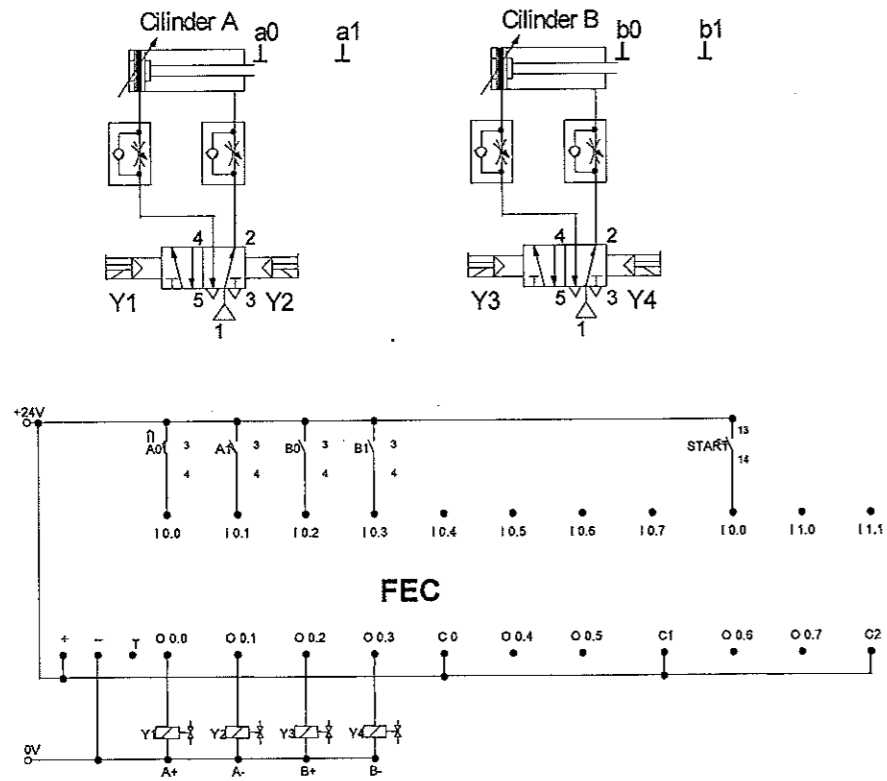 Cilinder A a0 a1 Cilinder B b0 b1
4 2 4 2
Y1 5 3 Y2 Y3 5 3 Y4
1 1
+24V
13
A0 3 A1 3 B0 3 B1 3 START
4 4 4 4 14
I 0.0 I 0.1 I 0.2 I 0.3 I 0.4 I 0.5 I 0.6 I 0.7 I 0.0 I 1.0 I 1.1
FEC
+ - T O 0.0 O 0.1 O 0.2 O 0.3 C 0 O 0.4 O 0.5 C1 O 0.6 O 0.7 C2
Y1 Y2 Y3 Y4
0V
A+ A- B+ B-